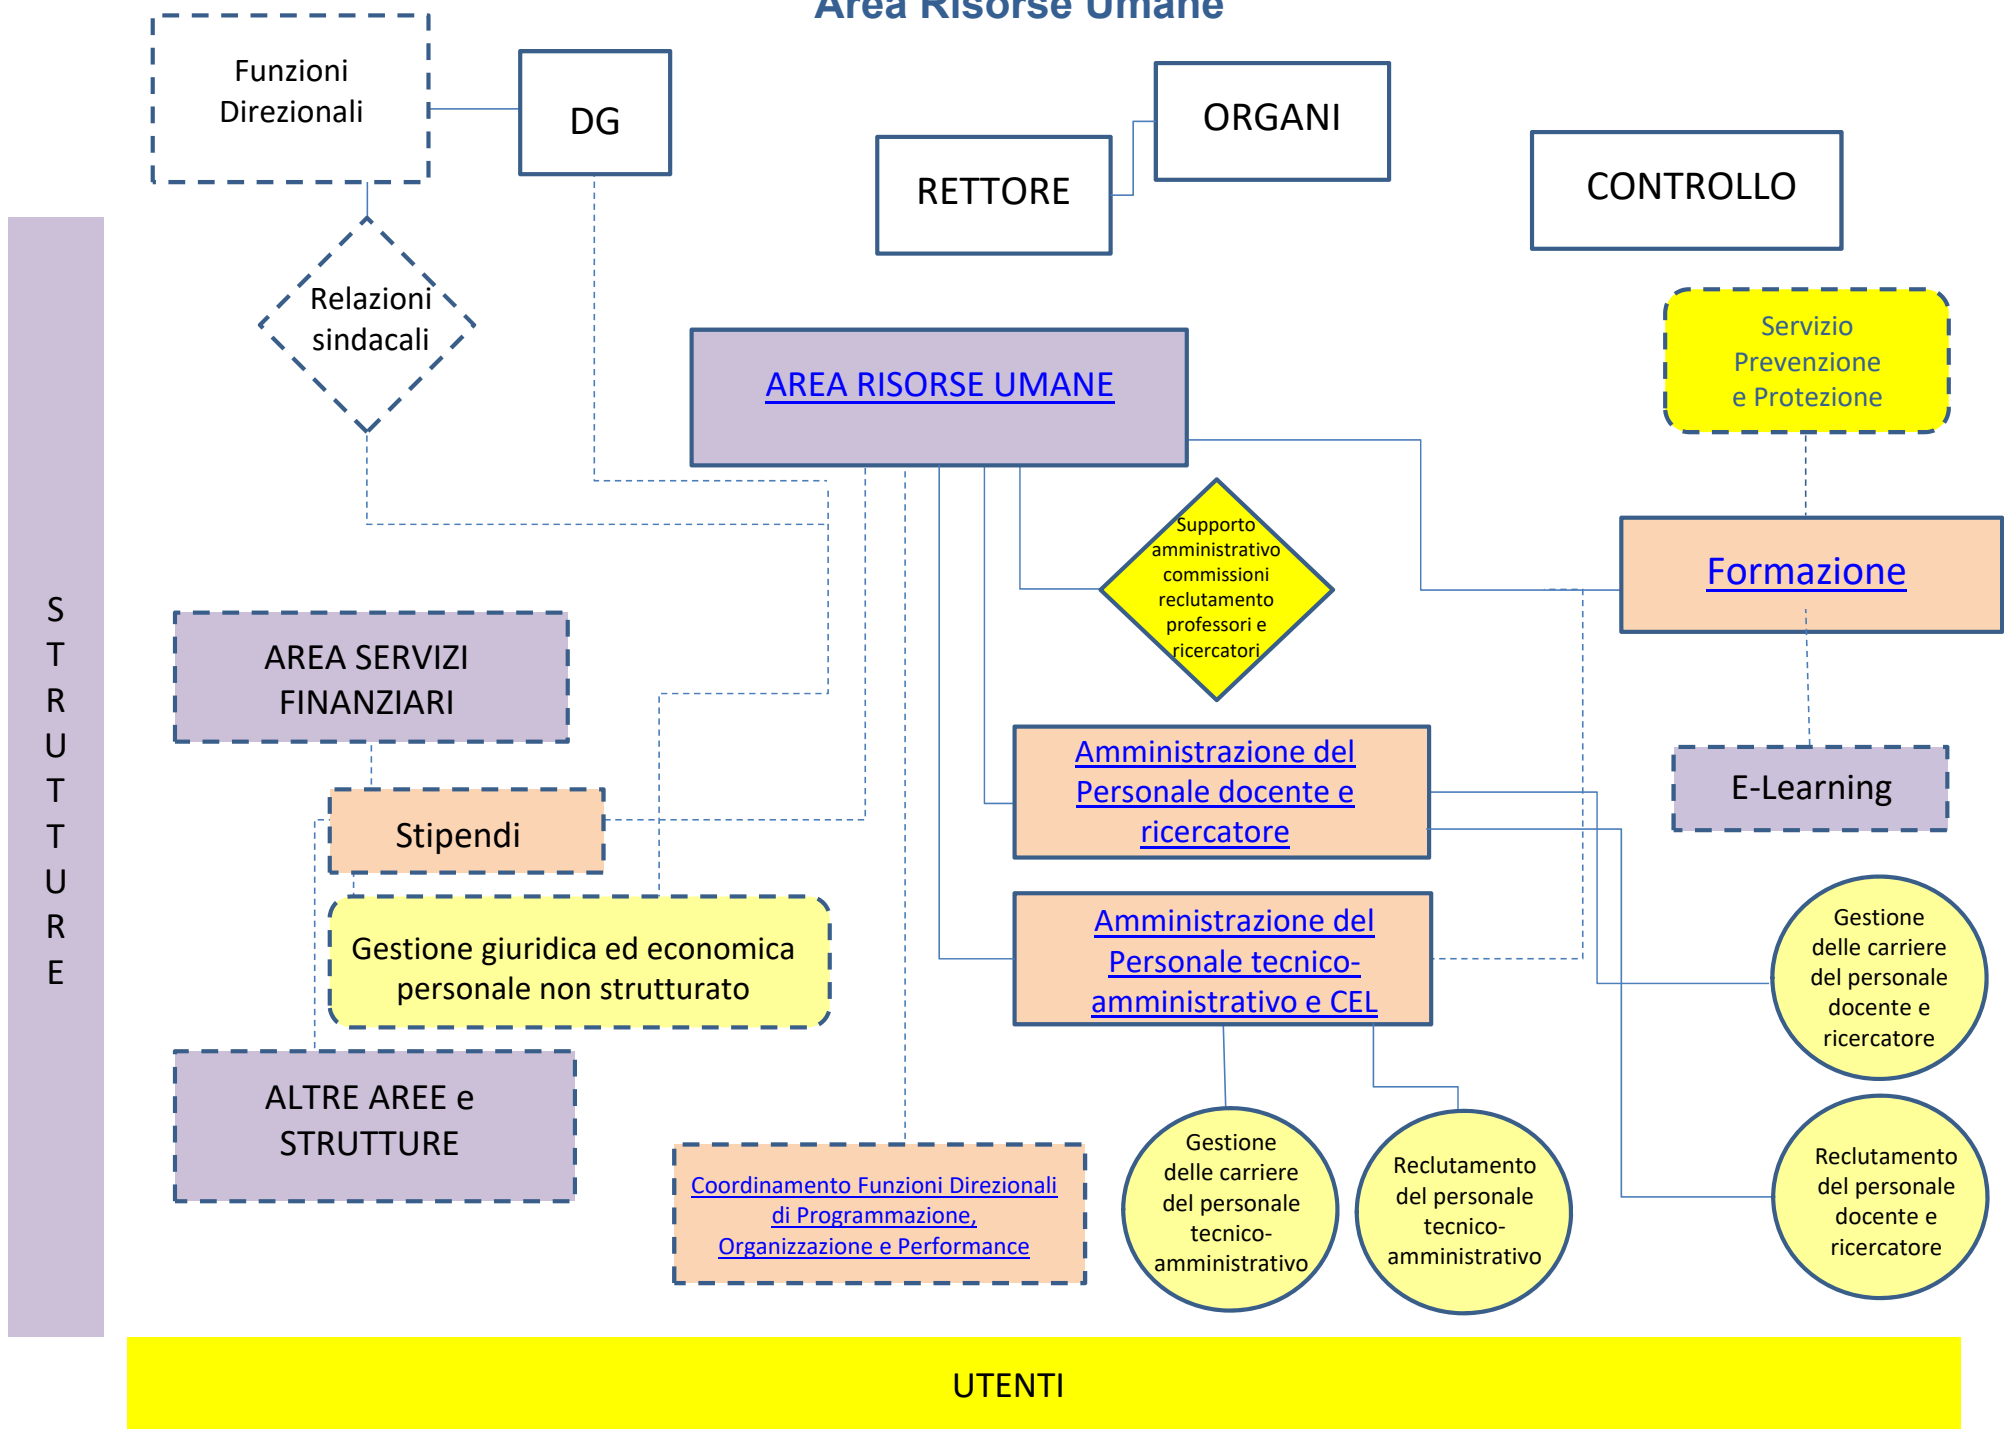 Area Risorse Umane
Funzioni
Direzionali
DG
RETTORE
ORGANI
CONTROLLO
Relazioni
sindacali
AREA RISORSE UMANE
Servizio
Prevenzione
e Protezione
Supporto
amministrativo
commissioni
reclutamento
professori e
ricercatori
Formazione
S
T
R
U
T
T
U
R
E
AREA SERVIZI
FINANZIARI
Stipendi
Amministrazione del
Personale docente e
ricercatore
E-Learning
Gestione giuridica ed economica
personale non strutturato
Amministrazione del
Personale tecnico-
amministrativo e CEL
Gestione
delle carriere
del personale
docente e
ricercatore
ALTRE AREE e
STRUTTURE
Coordinamento Funzioni Direzionali
di Programmazione,
Organizzazione e Performance
Gestione
delle carriere
del personale
tecnico-
amministrativo
Reclutamento
del personale
tecnico-
amministrativo
Reclutamento
del personale
docente e
ricercatore
UTENTI